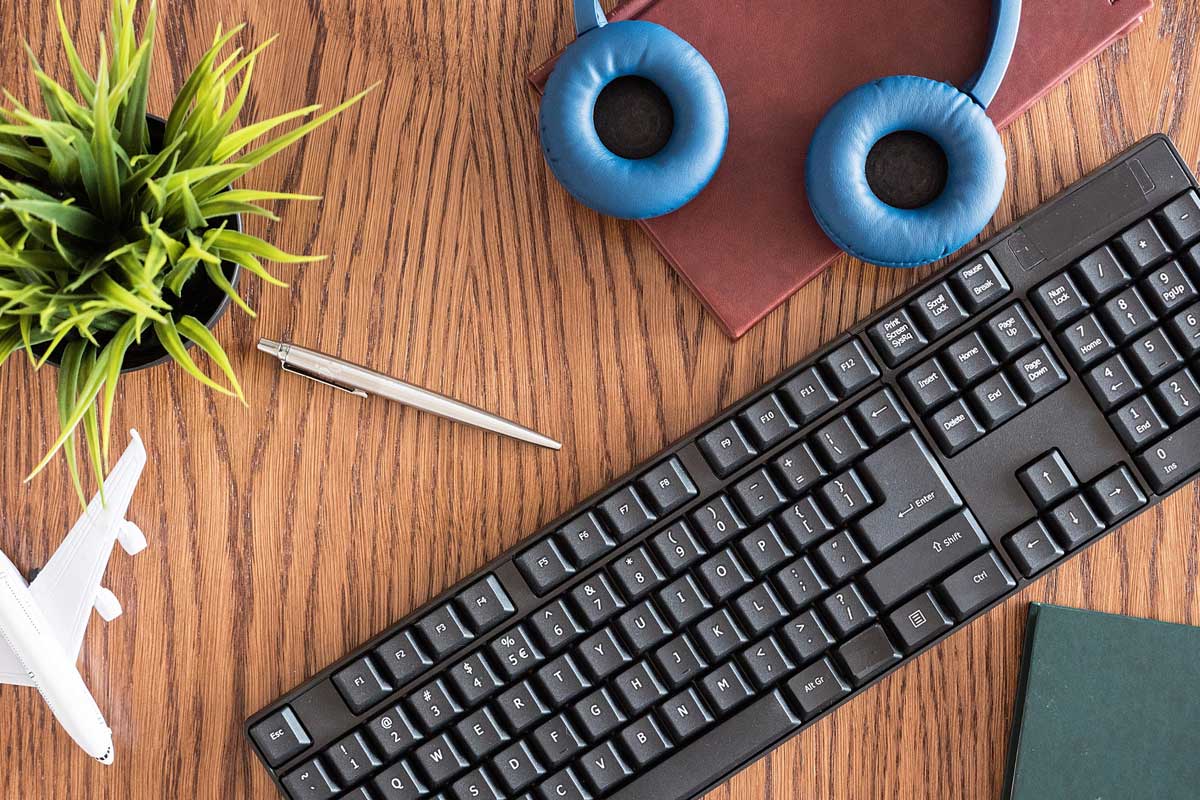 Esc F1 F2 F3 F4 F5 F6 F7 F8 F9 F10 F11 F12 Print Screen SysRq Scroll Lock Pause Break
~ ! 1 @ 2 # 3 $ 4 % 5 € ^ 6 & 7 * 8 ( 9 ) 0 _ - + = | \ ← Insert Home Page Up Num Lock / * -
Q W E R T Y U I O P { [ } ] Enter Delete End Page Down 7 Home 8 ↑ 9 PgUp
S D F G H J K L : ; " ' 4 ← 5 6
C V B N M < , > . ? / ⇧ Shift ↑ 1 End 2 ↓
Alt Gr Ctrl ← ↓ → 0 Ins